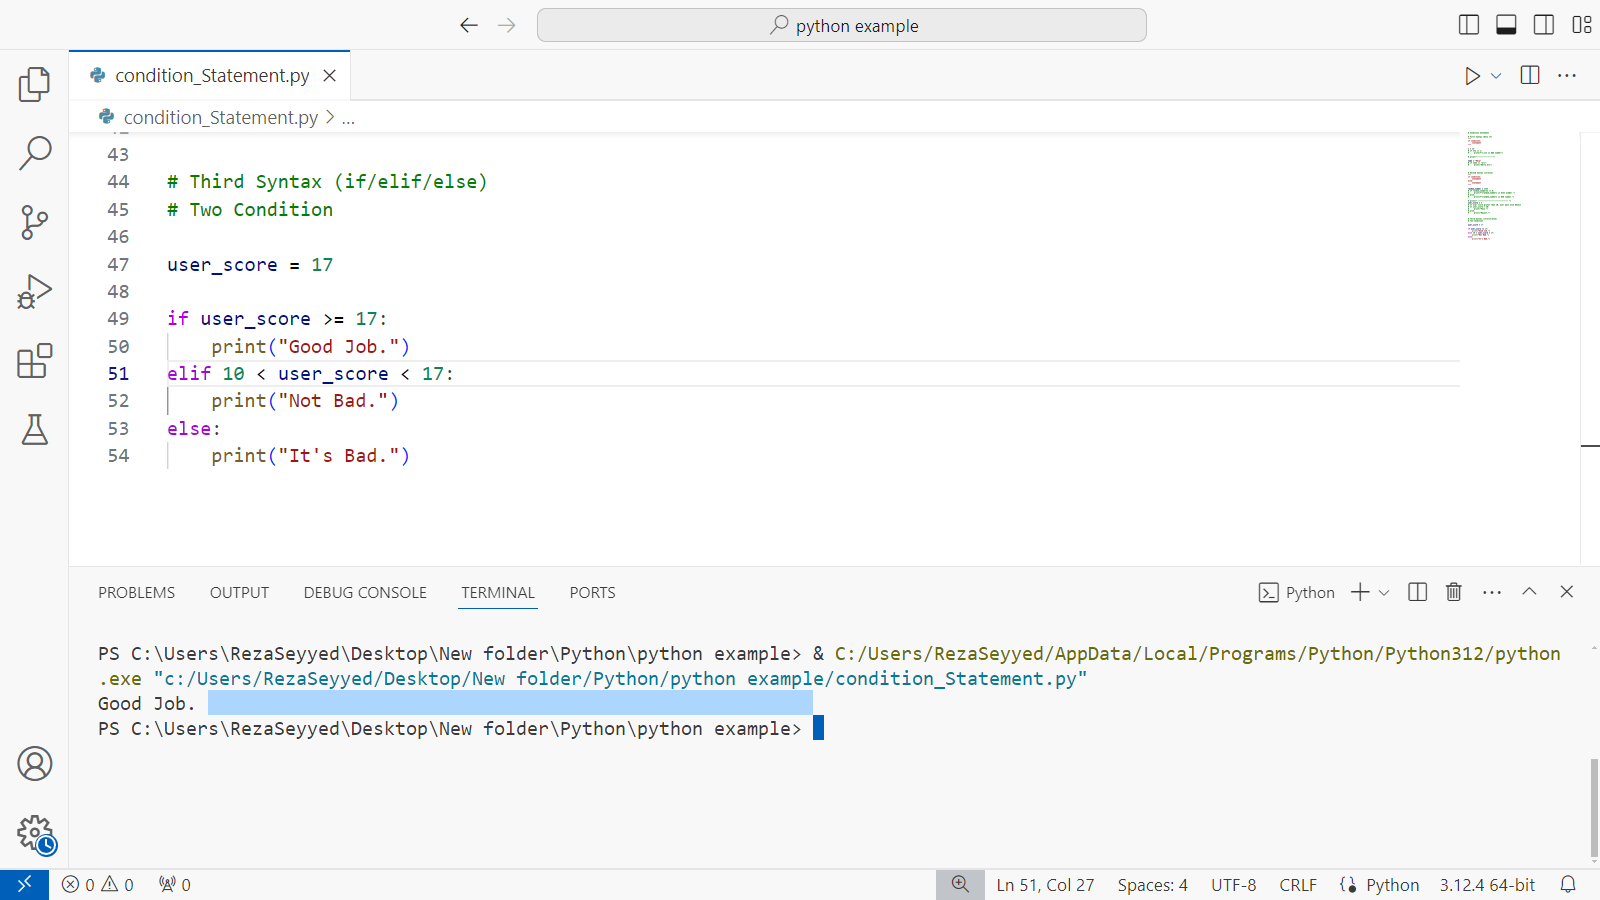 python example
condition_Statement.py
condition_Statement.py > ...
43
44 # Third Syntax (if/elif/else)
45 # Two Condition
46
47 user_score = 17
48
49 if user_score >= 17:
50     print("Good Job.")
51 elif 10 < user_score < 17:
52     print("Not Bad.")
53 else:
54     print("It's Bad.")
PROBLEMS OUTPUT DEBUG CONSOLE TERMINAL PORTS Python
PS C:\Users\RezaSeyyed\Desktop\New folder\Python\python example> & C:/Users/RezaSeyyed/AppData/Local/Programs/Python/Python312/python
.exe "c:/Users/RezaSeyyed/Desktop/New folder/Python/python example/condition_Statement.py"
Good Job.
PS C:\Users\RezaSeyyed\Desktop\New folder\Python\python example>
0 0 0 Ln 51, Col 27 Spaces: 4 UTF-8 CRLF Python 3.12.4 64-bit